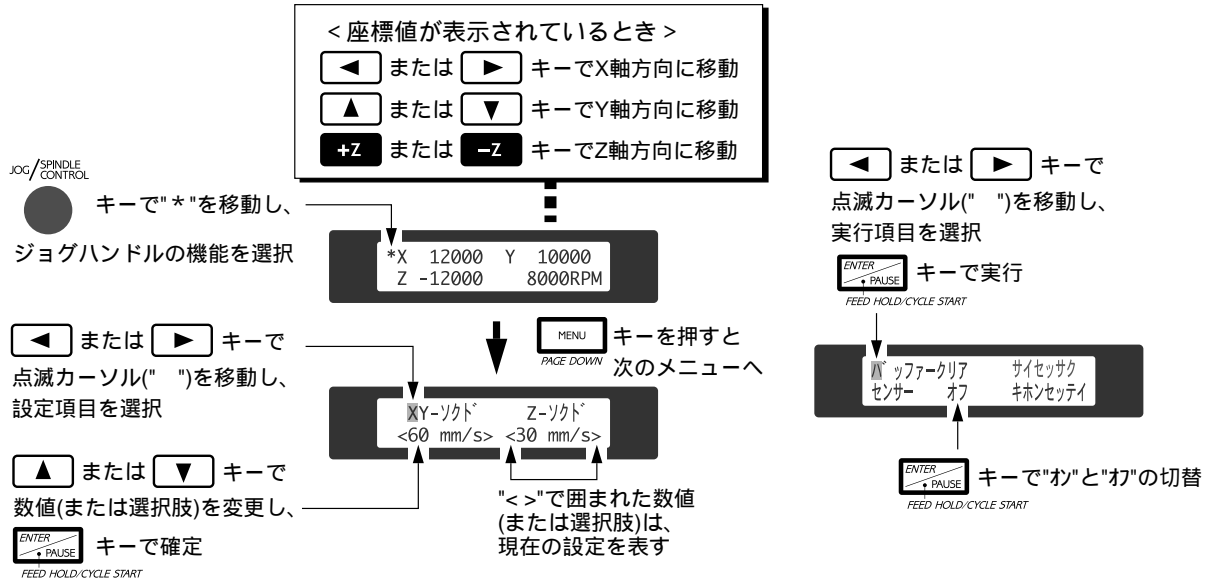 <座標値が表示されているとき>
◀ または ▶ キーでX軸方向に移動
▲ または ▼ キーでY軸方向に移動
+Z または −Z キーでZ軸方向に移動
JOG/SPINDLE CONTROL
キーで"*"を移動し、
ジョグハンドルの機能を選択
*X 12000 Y 10000
Z -12000 8000RPM
MENU キーを押すと
PAGE DOWN 次のメニューへ
◀ または ▶ キーで
点滅カーソル(" ")を移動し、
設定項目を選択
XY-ソクド Z-ソクド
<60 mm/s> <30 mm/s>
▲ または ▼ キーで
数値(または選択肢)を変更し、
ENTER PAUSE キーで確定
FEED HOLD/CYCLE START
"< >"で囲まれた数値
(または選択肢)は、
現在の設定を表す
◀ または ▶ キーで
点滅カーソル(" ")を移動し、
実行項目を選択
ENTER PAUSE キーで実行
FEED HOLD/CYCLE START
バッファークリア サイセッサク
センサー オフ キホンセッテイ
ENTER PAUSE キーで"オン"と"オフ"の切替
FEED HOLD/CYCLE START